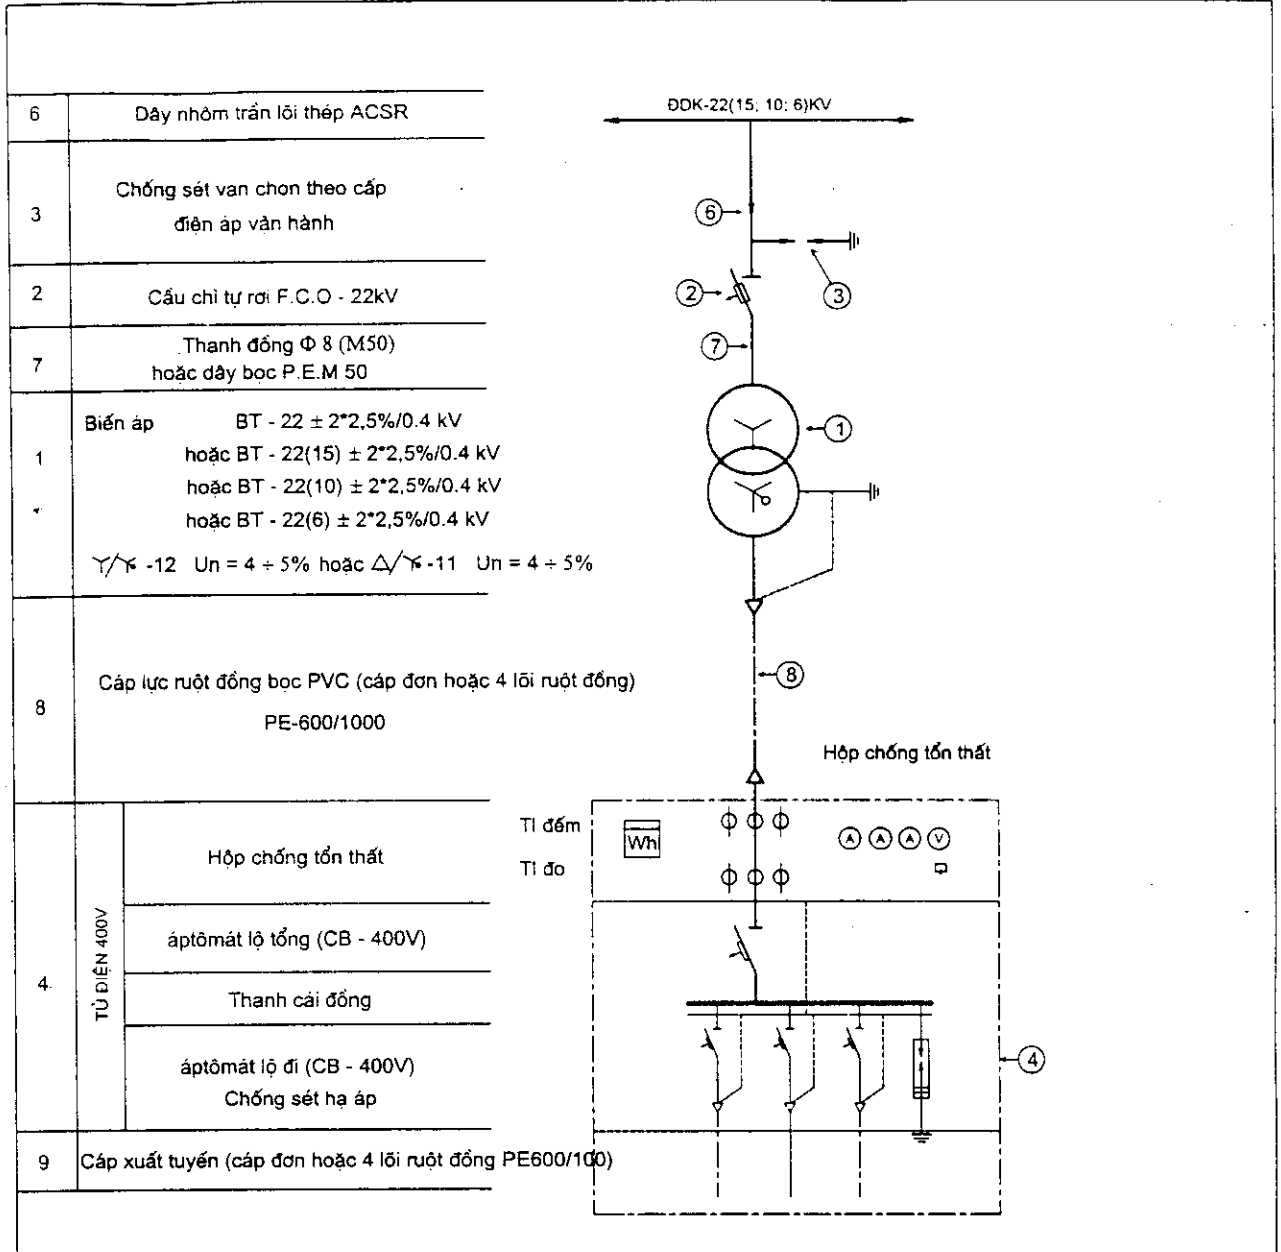 6
Dây nhôm trần lõi thép ACSR
3
Chống sét van chọn theo cấp
điện áp vận hành
2
Cầu chì tự rơi F.C.O - 22kV
7
Thanh đồng Φ 8 (M50)
hoặc dây bọc P.E.M 50
1
Biến áp BT - 22 ± 2*2,5%/0.4 kV
hoặc BT - 22(15) ± 2*2,5%/0.4 kV
hoặc BT - 22(10) ± 2*2,5%/0.4 kV
hoặc BT - 22(6) ± 2*2,5%/0.4 kV
-12 Un = 4 ÷ 5% hoặc Δ/ -11 Un = 4 ÷ 5%
8
Cáp lực ruột đồng bọc PVC (cáp đơn hoặc 4 lõi ruột đồng)
PE-600/1000
4.
TỦ ĐIỆN 400V
Hộp chống tổn thất
áptômát lộ tổng (CB - 400V)
Thanh cái đồng
áptômát lộ đi (CB - 400V)
Chống sét hạ áp
9
Cáp xuất tuyến (cáp đơn hoặc 4 lõi ruột đồng PE600/100)
ĐDK-22(15; 10; 6)KV
6
3
2
7
1
8
Hộp chống tổn thất
TI đếm
Wh
A A A V
TI đo
4